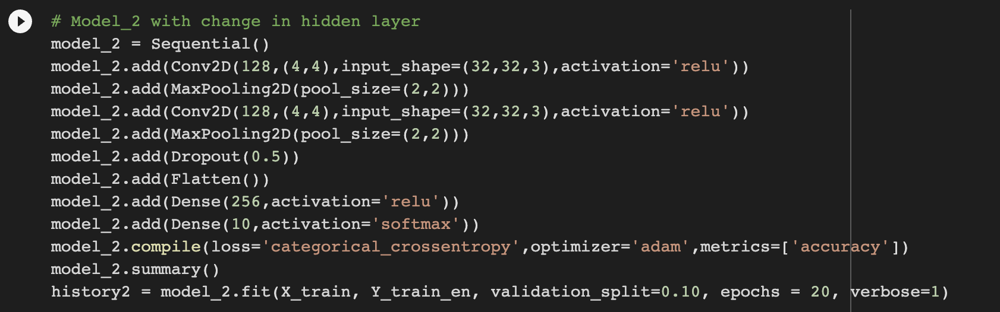 # Model_2 with change in hidden layer
model_2 = Sequential()
model_2.add(Conv2D(128,(4,4),input_shape=(32,32,3),activation='relu'))
model_2.add(MaxPooling2D(pool_size=(2,2)))
model_2.add(Conv2D(128,(4,4),input_shape=(32,32,3),activation='relu'))
model_2.add(MaxPooling2D(pool_size=(2,2)))
model_2.add(Dropout(0.5))
model_2.add(Flatten())
model_2.add(Dense(256,activation='relu'))
model_2.add(Dense(10,activation='softmax'))
model_2.compile(loss='categorical_crossentropy',optimizer='adam',metrics=['accuracy'])
model_2.summary()
history2 = model_2.fit(X_train, Y_train_en, validation_split=0.10, epochs = 20, verbose=1)